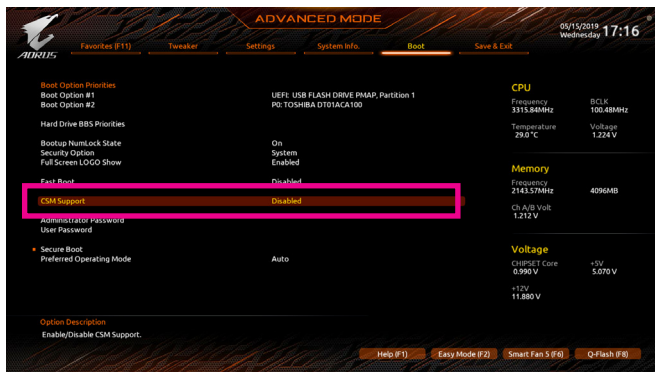 ADVANCED MODE
05/15/2019 Wednesday 17:16
AORUS
Favorites (F11) Tweaker Settings System Info. Boot Save & Exit
Boot Option Priorities
Boot Option #1 UEFI: USB FLASH DRIVE PMAP, Partition 1
Boot Option #2 P0: TOSHIBA DT01ACA100
Hard Drive BBS Priorities
Bootup NumLock State On
Security Option System
Full Screen LOGO Show Enabled
Fast Boot Disabled
CSM Support Disabled
Administrator Password
User Password
Secure Boot
Preferred Operating Mode Auto
CPU
Frequency BCLK
3315.84MHz 100.48MHz
Temperature Voltage
29.0 °C 1.224 V
Memory
Frequency
2143.57MHz 4096MB
Ch A/B Volt
1.212 V
Voltage
CHIPSET Core +5V
0.990 V 5.070 V
+12V
11.880 V
Option Description
Enable/Disable CSM Support.
Help (F1) Easy Mode (F2) Smart Fan 5 (F6) Q-Flash (F8)